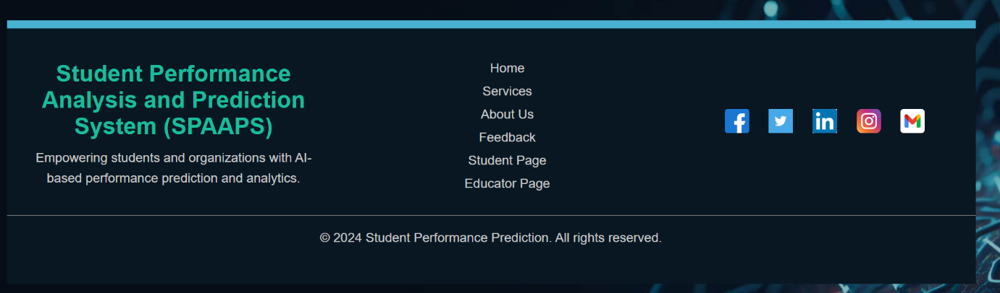 Student Performance
Analysis and Prediction
System (SPAAPS)
Empowering students and organizations with AI-
based performance prediction and analytics.
Home
Services
About Us
Feedback
Student Page
Educator Page
in
© 2024 Student Performance Prediction. All rights reserved.